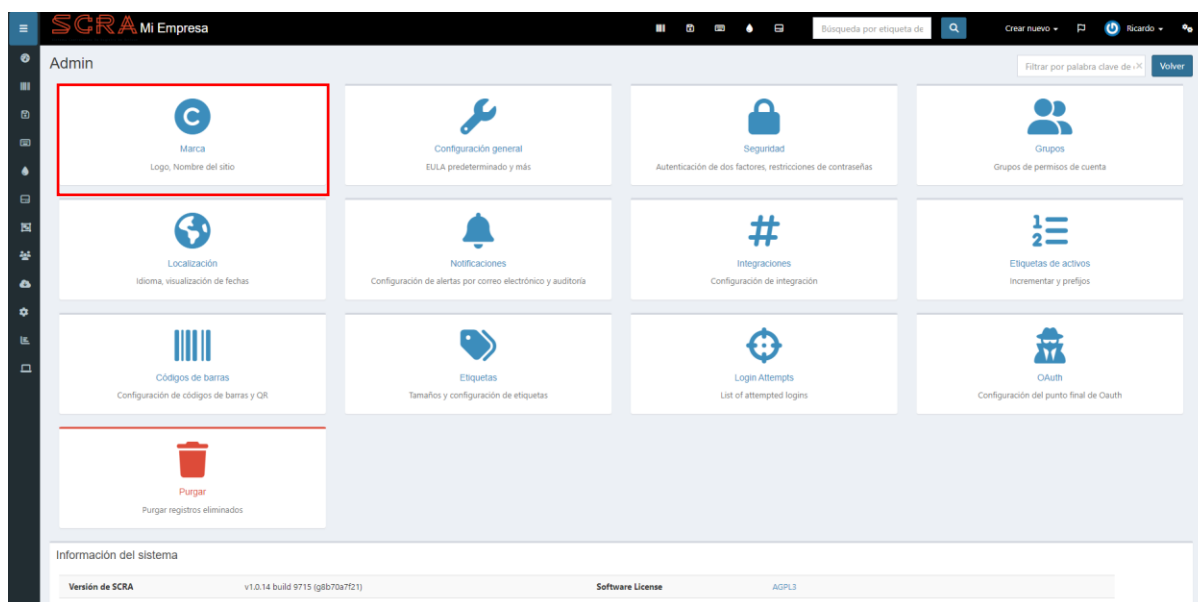 SCRA Mi Empresa
Búsqueda por etiqueta de
Crear nuevo
Ricardo
Admin
Filtrar por palabra clave de
Volver
Marca
Logo, Nombre del sitio
Configuración general
EULA predeterminado y más
Seguridad
Autenticación de dos factores, restricciones de contraseñas
Grupos
Grupos de permisos de cuenta
Localización
Idioma, visualización de fechas
Notificaciones
Configuración de alertas por correo electrónico y auditoría
Integraciones
Configuración de integración
Etiquetas de activos
Incrementar y prefijos
Códigos de barras
Configuración de códigos de barras y QR
Etiquetas
Tamaños y configuración de etiquetas
Login Attempts
List of attempted logins
OAuth
Configuración del punto final de Oauth
Purgar
Purgar registros eliminados
Información del sistema
Versión de SCRA v1.0.14 build 9715 (g8b70a7f21) Software License AGPL3